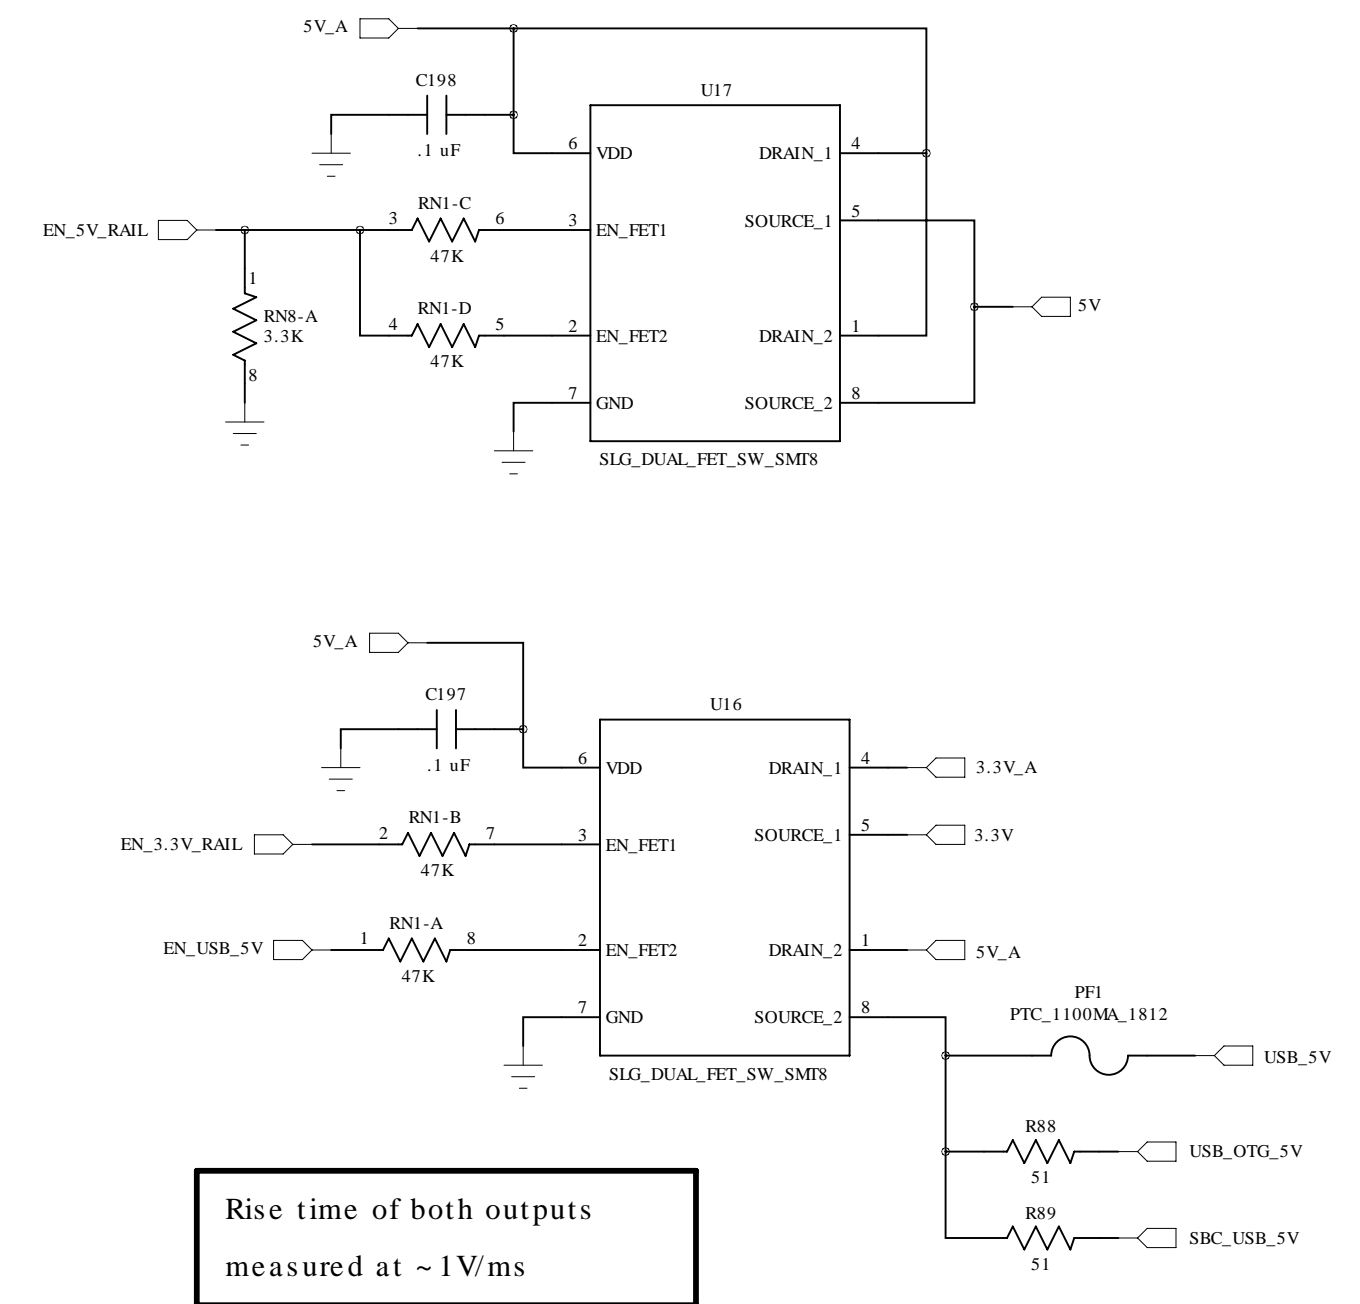 5V_A
C198
.1 uF
U17
6 VDD
DRAIN_1 4
SOURCE_1 5
EN_5V_RAIL
RN1-C
3 6
47K
3 EN_FET1
1
RN8-A
3.3K
8
RN1-D
4 5
47K
2 EN_FET2
DRAIN_2 1
5V
7 GND
SOURCE_2 8
SLG_DUAL_FET_SW_SMT8
5V_A
C197
.1 uF
U16
6 VDD
DRAIN_1 4
3.3V_A
SOURCE_1 5
3.3V
EN_3.3V_RAIL
RN1-B
2 7
47K
3 EN_FET1
EN_USB_5V
RN1-A
1 8
47K
2 EN_FET2
DRAIN_2 1
5V_A
7 GND
SOURCE_2 8
SLG_DUAL_FET_SW_SMT8
PF1
PTC_1100MA_1812
USB_5V
R88
51
USB_OTG_5V
R89
51
SBC_USB_5V
Rise time of both outputs
measured at ~1V/ms